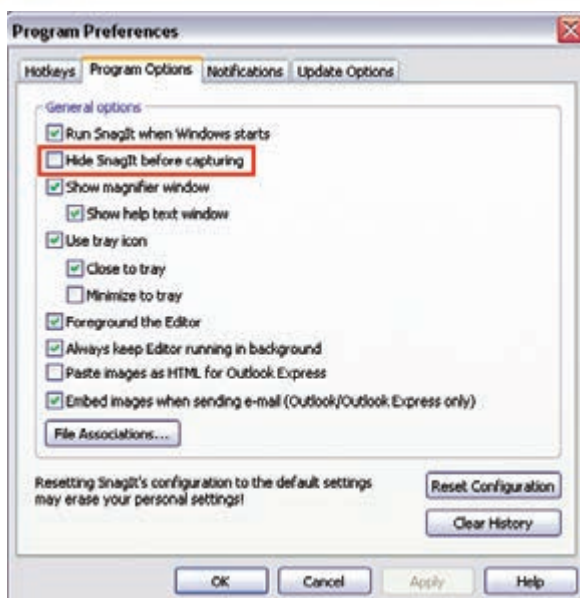 Program Preferences
Hotkeys Program Options Notifications Update Options
General options
Run SnagIt when Windows starts
Hide SnagIt before capturing
Show magnifier window
Show help text window
Use tray icon
Close to tray
Minimize to tray
Foreground the Editor
Always keep Editor running in background
Paste images as HTML for Outlook Express
Embed images when sending e-mail (Outlook/Outlook Express only)
File Associations...
Resetting SnagIt's configuration to the default settings
may erase your personal settings!
Reset Configuration
Clear History
OK Cancel Apply Help